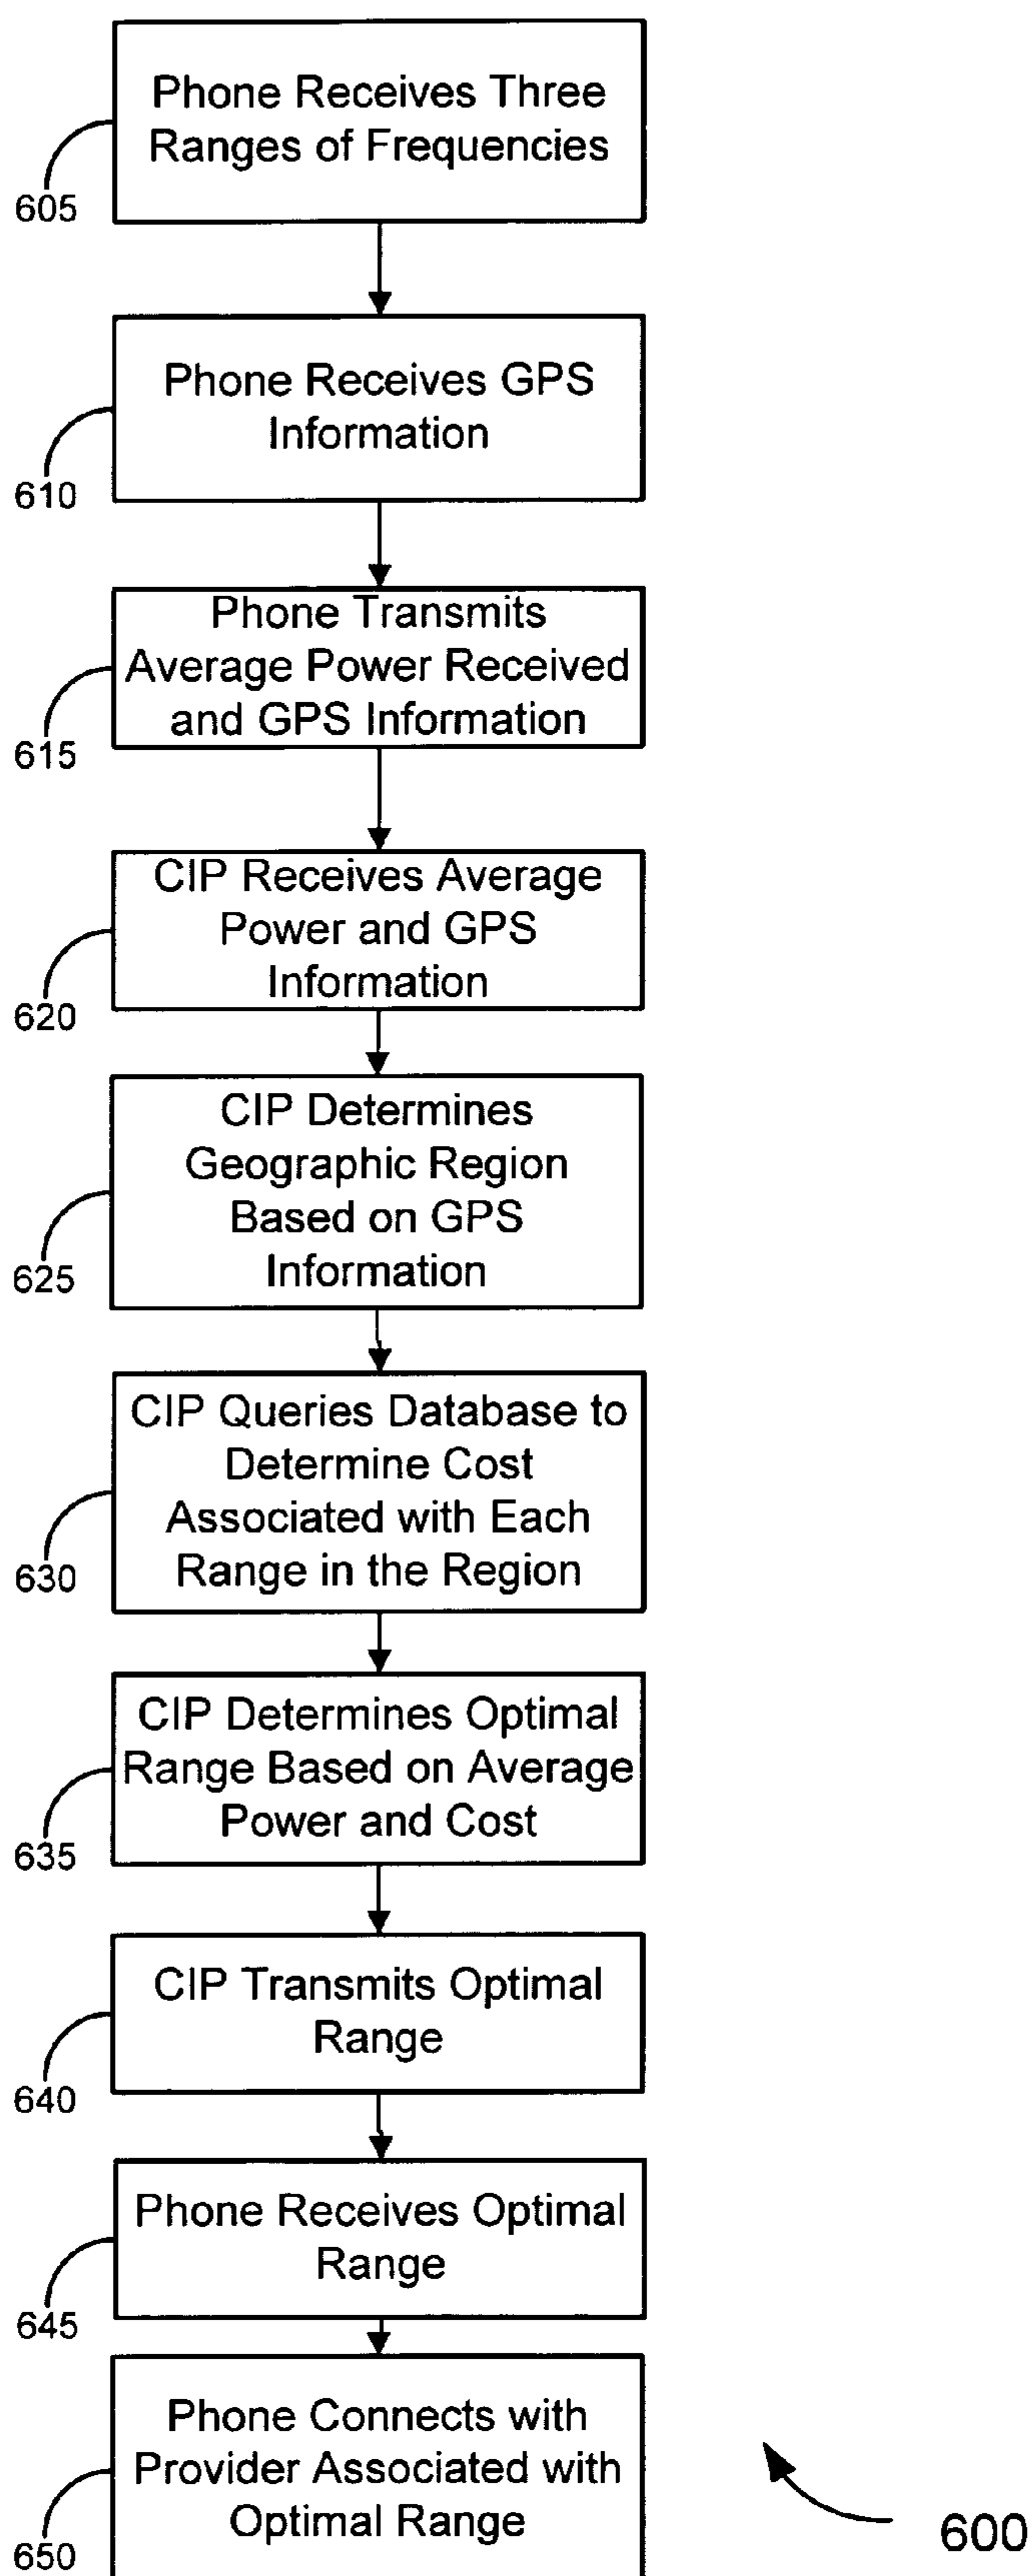 Phone Receives Three
Ranges of Frequencies
605
Phone Receives GPS
Information
610
Phone Transmits
Average Power Received
and GPS Information
615
CIP Receives Average
Power and GPS
Information
620
CIP Determines
Geographic Region
Based on GPS
Information
625
CIP Queries Database to
Determine Cost
Associated with Each
Range in the Region
630
CIP Determines Optimal
Range Based on Average
Power and Cost
635
CIP Transmits Optimal
Range
640
Phone Receives Optimal
Range
645
Phone Connects with
Provider Associated with
Optimal Range
650
600